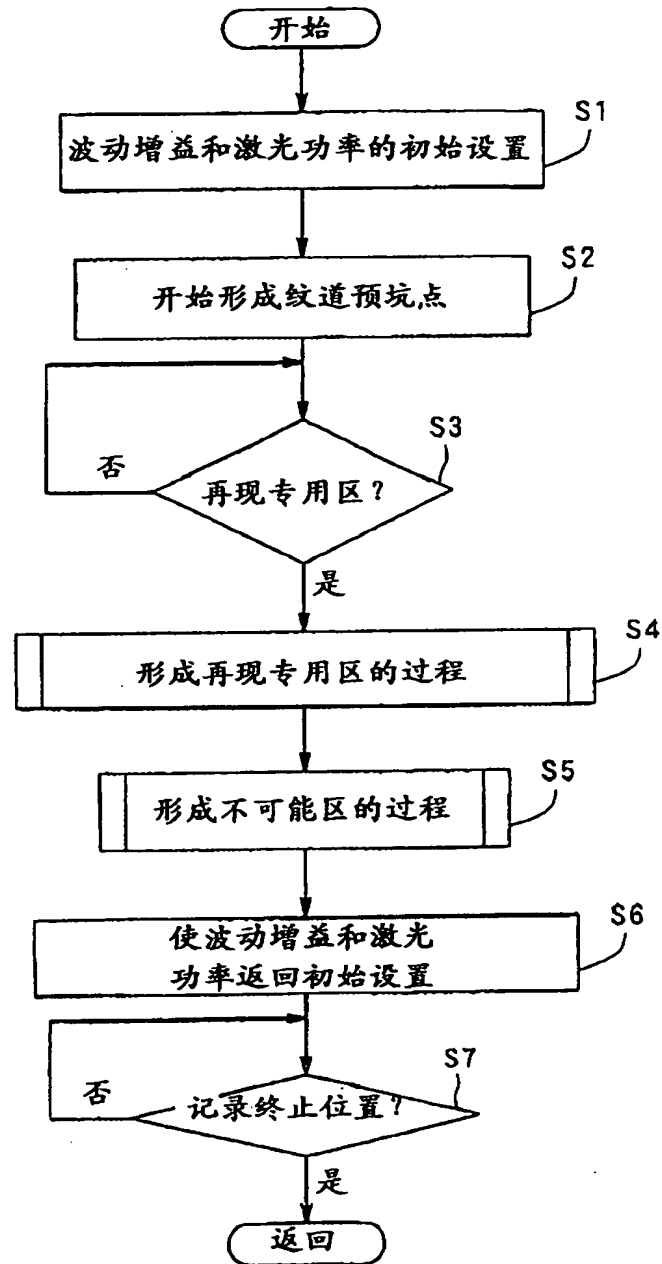 开始
S1
波动增益和激光功率的初始设置
S2
开始形成纹道预坑点
S3
否
再现专用区?
是
S4
形成再现专用区的过程
S5
形成不可能区的过程
S6
使波动增益和激光
功率返回初始设置
S7
否
记录终止位置?
是
返回